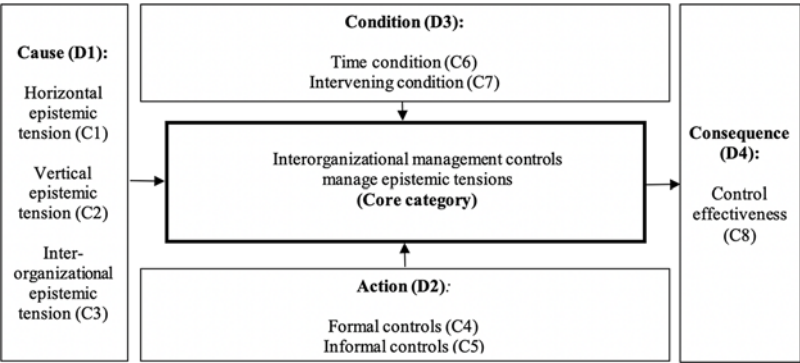 Cause (D1):
Horizontal
epistemic
tension (C1)
Vertical
epistemic
tension (C2)
Inter-
organizational
epistemic
tension (C3)
Condition (D3):
Time condition (C6)
Intervening condition (C7)
Interorganizational management controls
manage epistemic tensions
(Core category)
Action (D2):
Formal controls (C4)
Informal controls (C5)
Consequence
(D4):
Control
effectiveness
(C8)